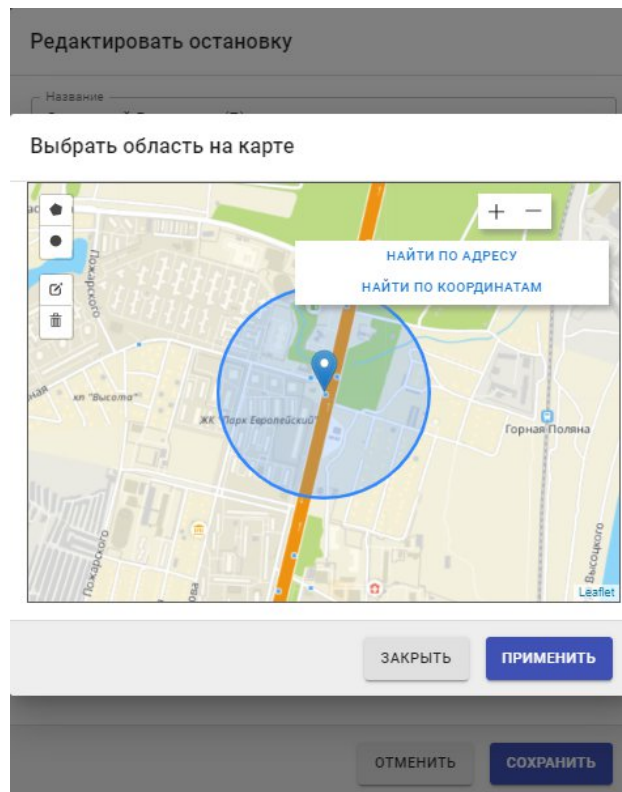 Редактировать остановку
Название
Выбрать область на карте
+ −
НАЙТИ ПО АДРЕСУ
НАЙТИ ПО КООРДИНАТАМ
Пожарского
кп "Высота"
ЖК "Парк Европейский"
Горная Поляна
Пожарского
Высоцкого
Leaflet
ЗАКРЫТЬ
ПРИМЕНИТЬ
ОТМЕНИТЬ
СОХРАНИТЬ